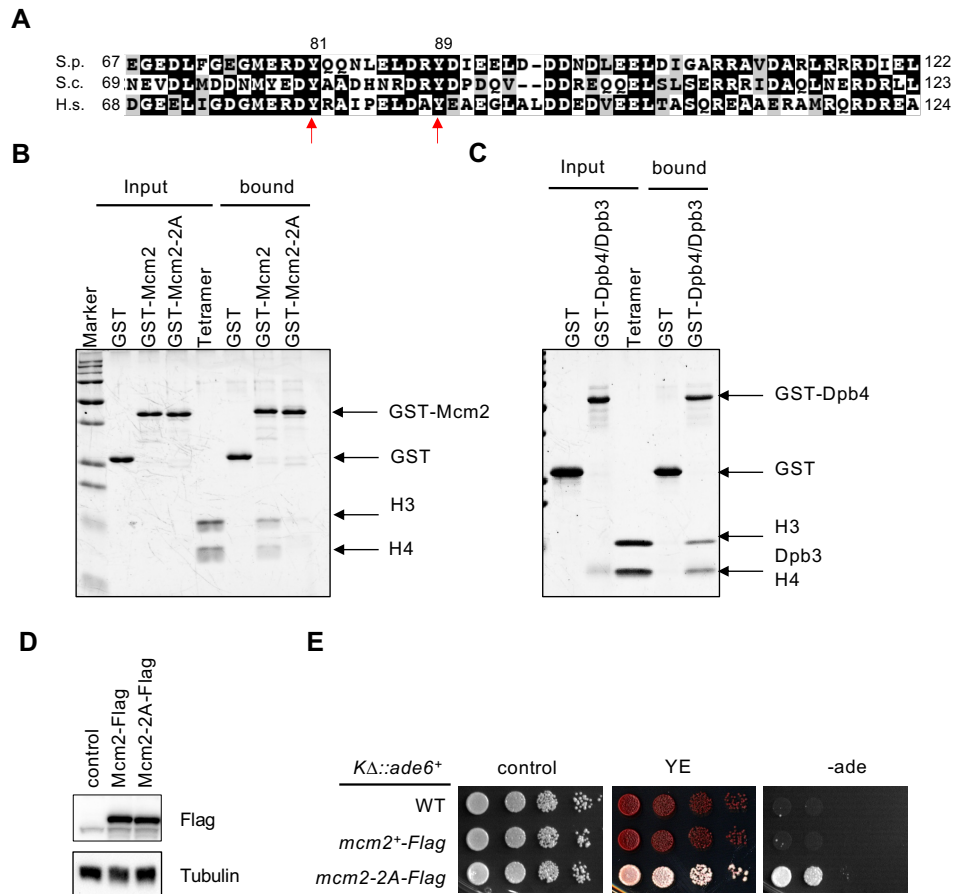 A
81 89
S.p. 67 EGEDLFGEGMERDYQQNLELDRYDIEELD-DDNDLEELDIGARRAVDARLRRRDIEL 122
S.c. 69 NEVDLMDDNMYEDYAADHNRDRYDPDQV--DDREQQELSLSERRRIDAQLNERDRLL 123
H.s. 68 DGEELIGDGMERDYRAIPELDAYEAEGLALDDEDVEELTASQREAAERAMRQRDREA 124
B
Input bound
Marker
GST
GST-Mcm2
GST-Mcm2-2A
Tetramer
GST
GST-Mcm2
GST-Mcm2-2A
GST-Mcm2
GST
H3
H4
C
Input bound
GST
GST-Dpb4/Dpb3
Tetramer
GST
GST-Dpb4/Dpb3
GST-Dpb4
GST
H3
Dpb3
H4
D
control
Mcm2-Flag
Mcm2-2A-Flag
Flag
Tubulin
E
KΔ::ade6+ control YE -ade
WT
mcm2+-Flag
mcm2-2A-Flag